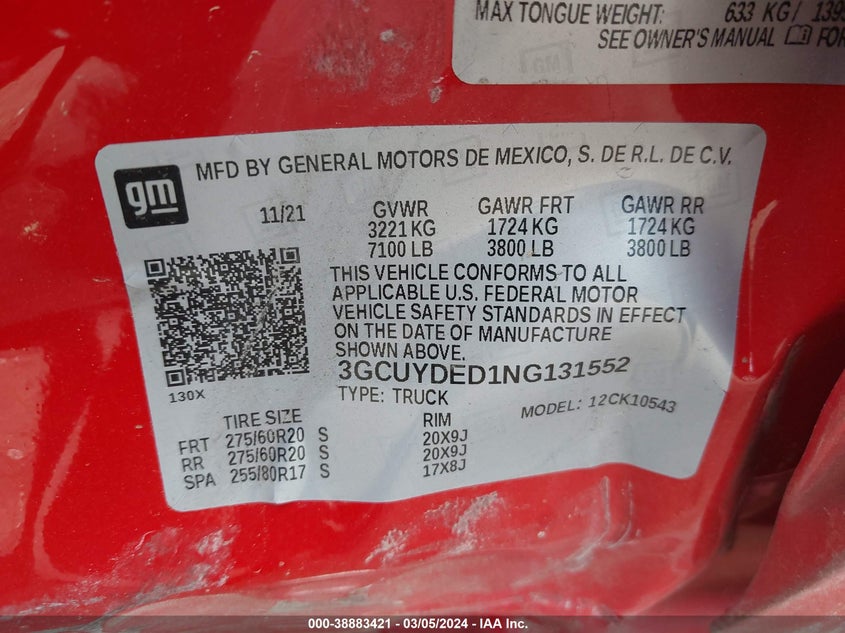 MAX TONGUE WEIGHT: 633 KG/
SEE OWNER'S MANUAL FOR
gm
MFD BY GENERAL MOTORS DE MEXICO, S. DE R.L. DE C.V.
11/21 GVWR GAWR FRT GAWR RR
3221 KG 1724 KG 1724 KG
7100 LB 3800 LB 3800 LB
THIS VEHICLE CONFORMS TO ALL
APPLICABLE U.S. FEDERAL MOTOR
VEHICLE SAFETY STANDARDS IN EFFECT
ON THE DATE OF MANUFACTURE
SHOWN ABOVE.
3GCUYDED1NG131552
130X
TYPE: TRUCK MODEL: 12CK10543
TIRE SIZE RIM
FRT 275/60R20 S 20X9J
RR 275/60R20 S 20X9J
SPA 255/80R17 S 17X8J
000-38883421 - 03/05/2024 - IAAI.COM